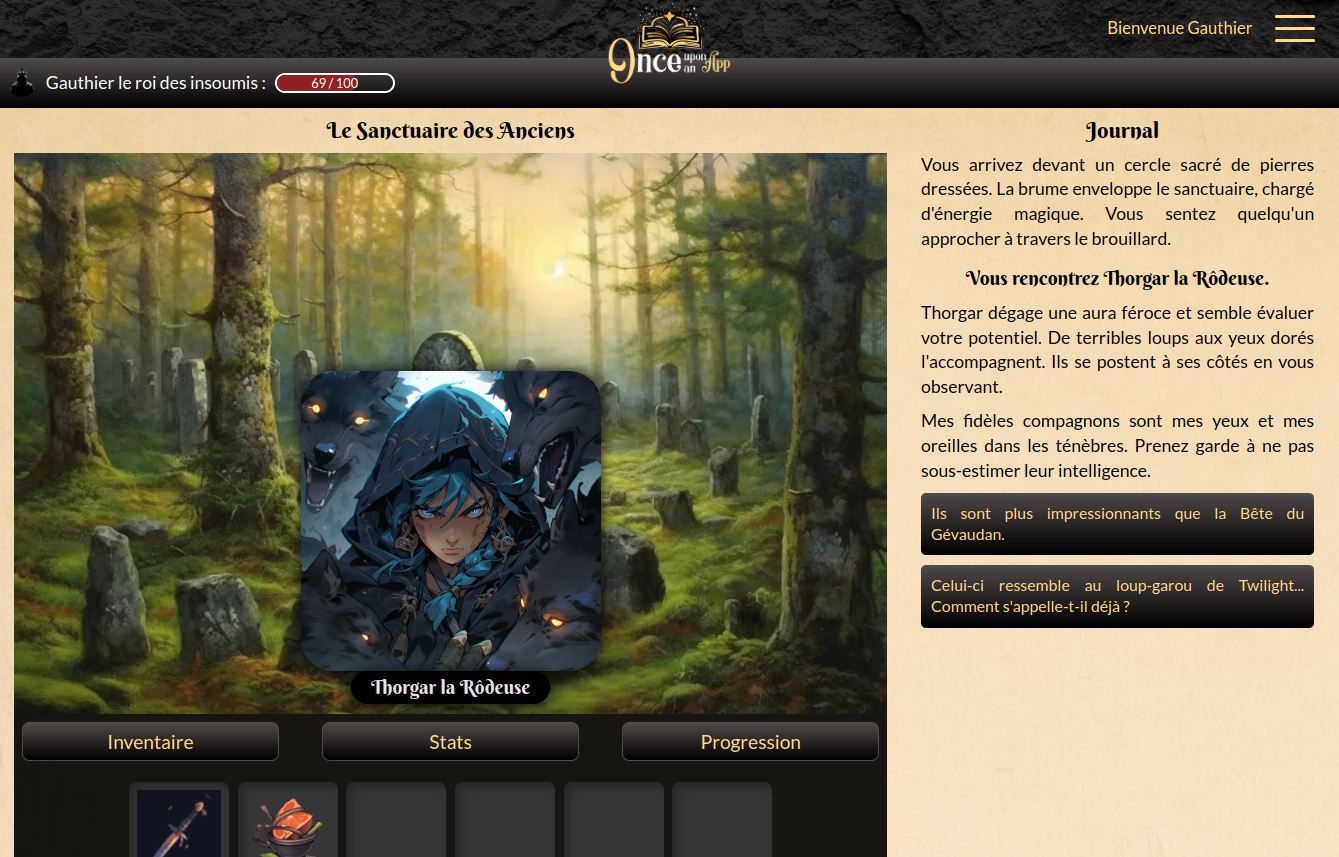 Once upon an App
Bienvenue Gauthier
Gauthier le roi des insoumis :
69 / 100
Le Sanctuaire des Anciens
Thorgar la Rôdeuse
Inventaire
Stats
Progression
Journal
Vous arrivez devant un cercle sacré de pierres
dressées. La brume enveloppe le sanctuaire, chargé
d'énergie magique. Vous sentez quelqu'un
approcher à travers le brouillard.
Vous rencontrez Thorgar la Rôdeuse.
Thorgar dégage une aura féroce et semble évaluer
votre potentiel. De terribles loups aux yeux dorés
l'accompagnent. Ils se postent à ses côtés en vous
observant.
Mes fidèles compagnons sont mes yeux et mes
oreilles dans les ténèbres. Prenez garde à ne pas
sous-estimer leur intelligence.
Ils sont plus impressionnants que la Bête du
Gévaudan.
Celui-ci ressemble au loup-garou de Twilight...
Comment s'appelle-t-il déjà ?